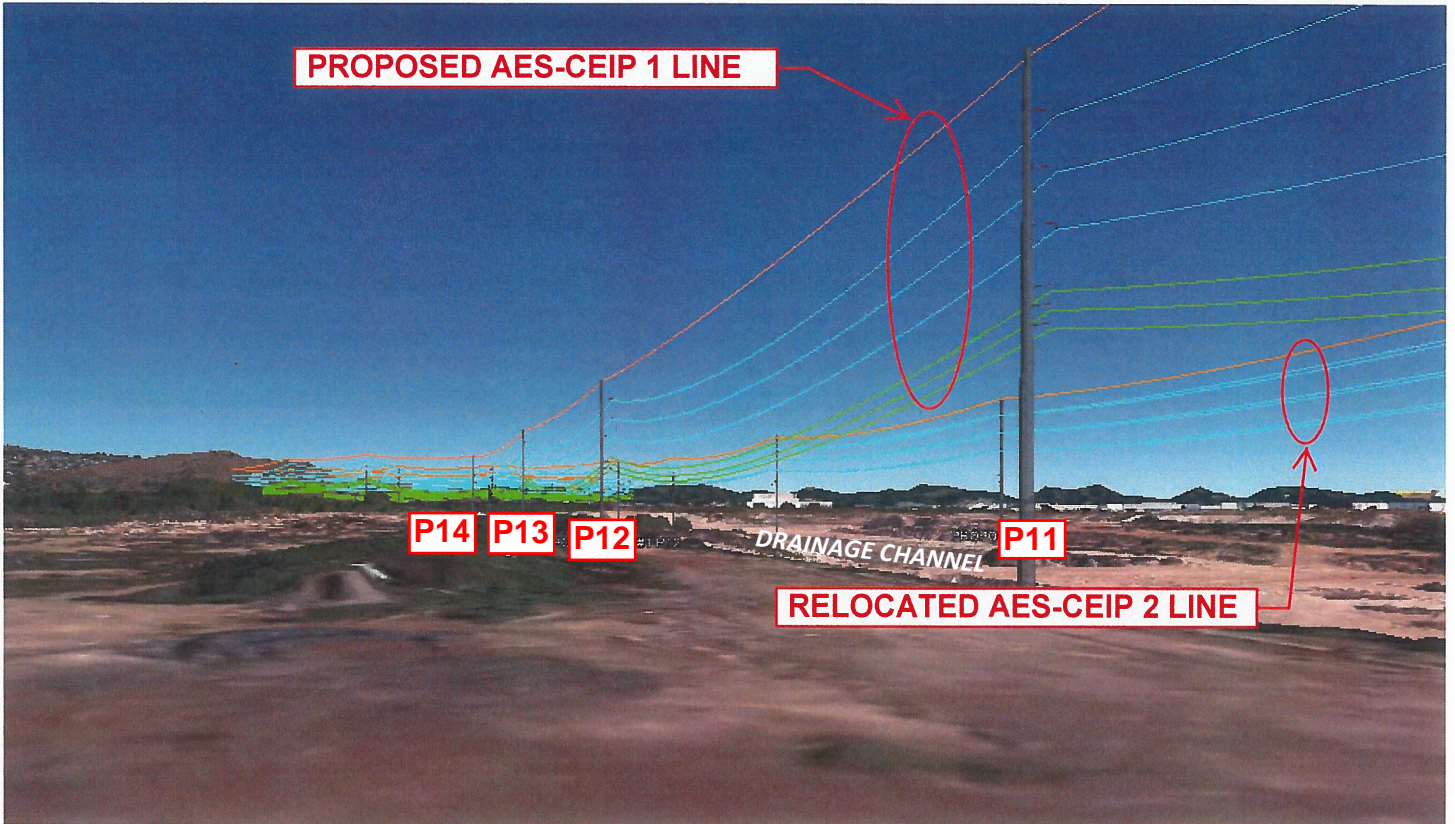 PROPOSED AES-CEIP 1 LINE
P14
P13
P12
DRAINAGE CHANNEL
P11
RELOCATED AES-CEIP 2 LINE